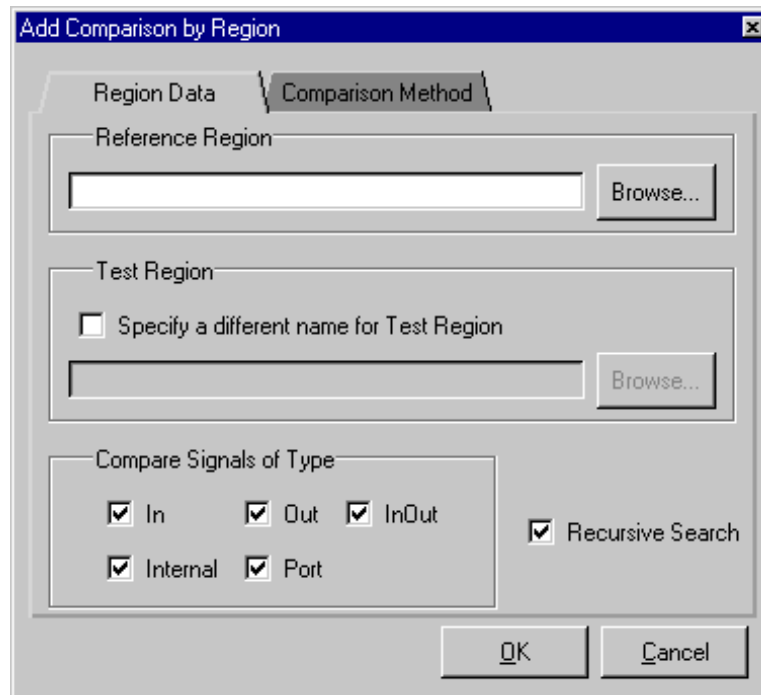 Add Comparison by Region
Region Data
Comparison Method
Reference Region
Browse...
Test Region
Specify a different name for Test Region
Browse...
Compare Signals of Type
In
Out
InOut
Internal
Port
Recursive Search
OK
Cancel